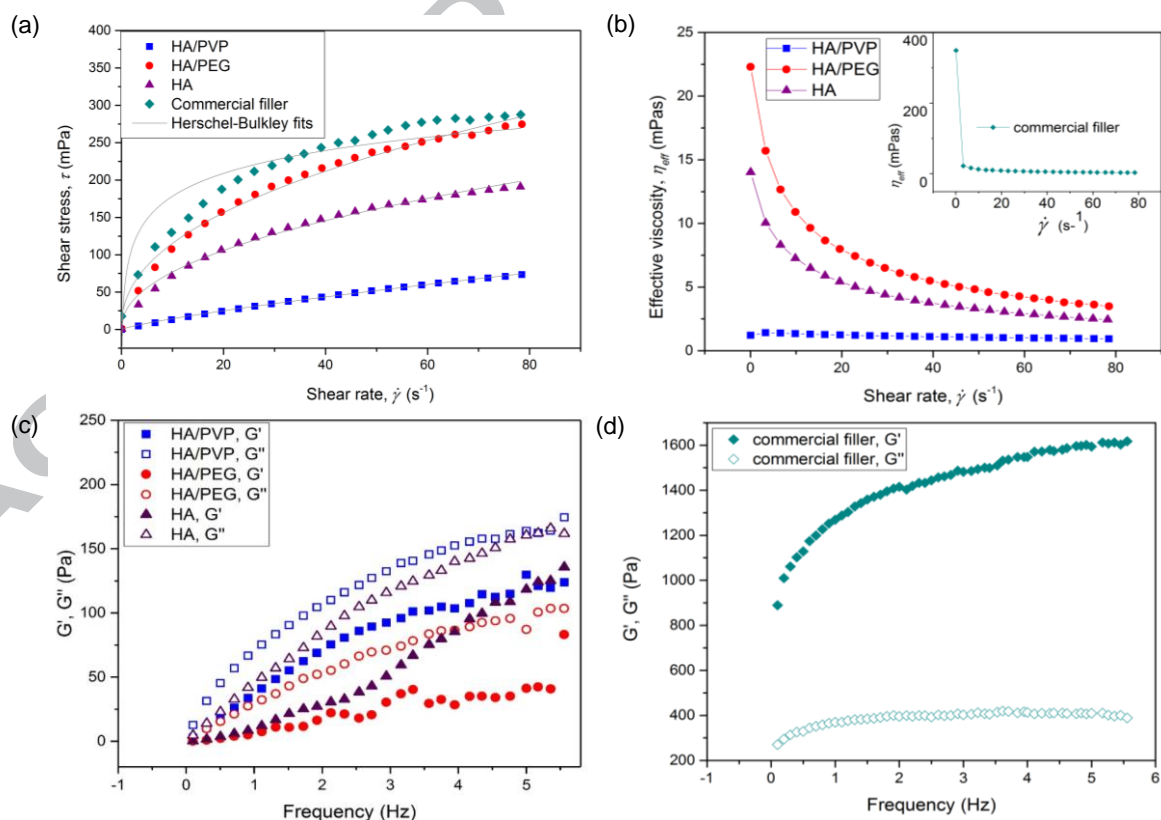 (a)
400
350
300
250
200
150
100
50
0
Shear stress, τ (mPa)
HA/PVP
HA/PEG
HA
Commercial filler
Herschel-Bulkley fits
0 20 40 60 80
Shear rate, γ̇ (s⁻¹)
(b)
25
20
15
10
5
0
Effective viscosity, η_eff (mPas)
HA/PVP
HA/PEG
HA
0 20 40 60 80
Shear rate, γ̇ (s⁻¹)
400
200
0
η_eff (mPas)
commercial filler
0 20 40 60 80
γ̇ (s-¹)
(c)
250
200
150
100
50
0
G', G'' (Pa)
HA/PVP, G'
HA/PVP, G''
HA/PEG, G'
HA/PEG, G''
HA, G'
HA, G''
-1 0 1 2 3 4 5
Frequency (Hz)
(d)
1600
1400
1200
1000
800
600
400
200
G', G'' (Pa)
commercial filler, G'
commercial filler, G''
-1 0 1 2 3 4 5 6
Frequency (Hz)